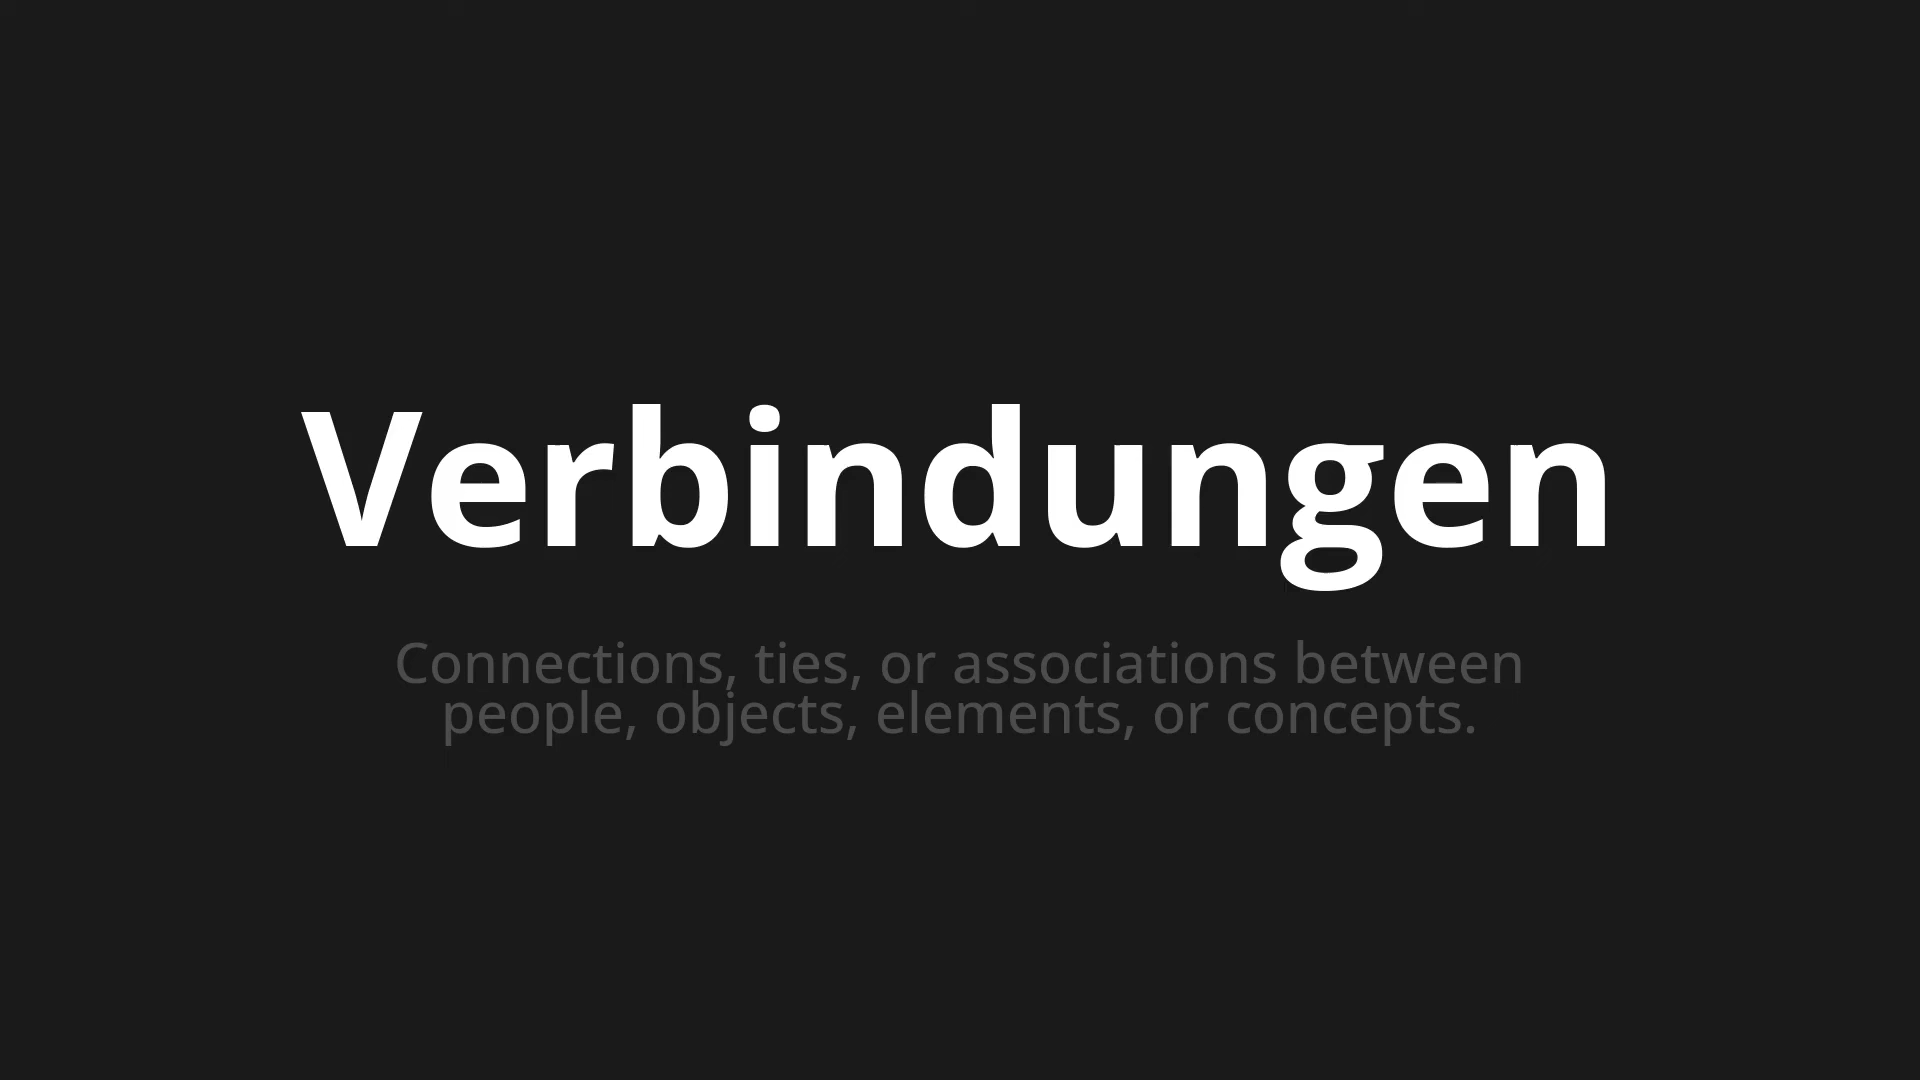 Verbindungen
Connections, ties, or associations between
people, objects, elements, or concepts.